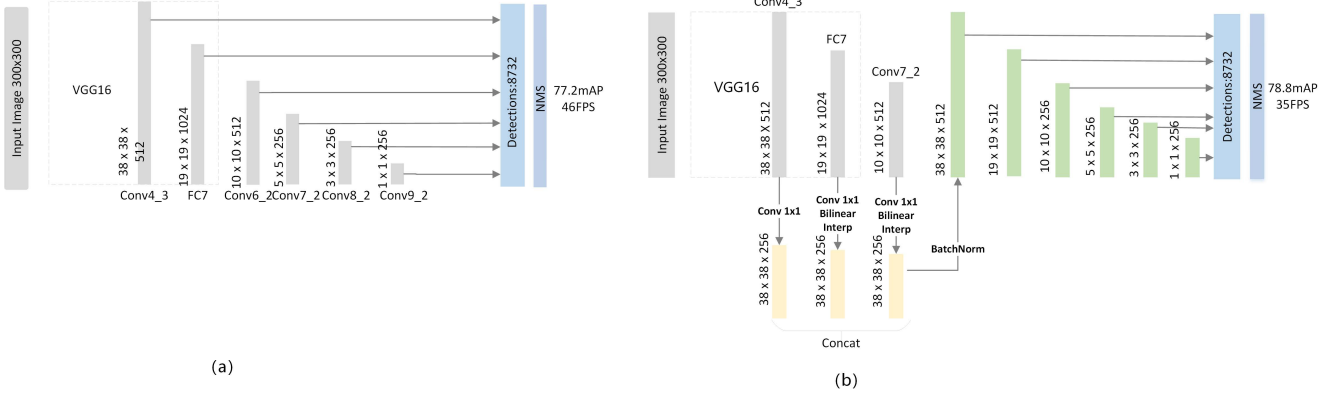 Input Image 300x300
VGG16
38 x 38 x
512
19 x 19 x 1024
10 x 10 x 512
5 x 5 x 256
3 x 3 x 256
1 x 1 x 256
Conv4_3
FC7
Conv6_2
Conv7_2
Conv8_2
Conv9_2
Detections:8732
NMS
77.2mAP
46FPS
(a)
Input Image 300x300
Conv4_3
VGG16
FC7
Conv7_2
38 x 38 x 512
19 x 19 x 1024
10 x 10 x 512
Conv 1x1
Conv 1x1
Bilinear
Interp
Conv 1x1
Bilinear
Interp
38 x 38 x 256
38 x 38 x 256
38 x 38 x 256
Concat
BatchNorm
38 x 38 x 512
19 x 19 x 512
10 x 10 x 256
5 x 5 x 256
3 x 3 x 256
1 x 1 x 256
Detections:8732
NMS
78.8mAP
35FPS
(b)